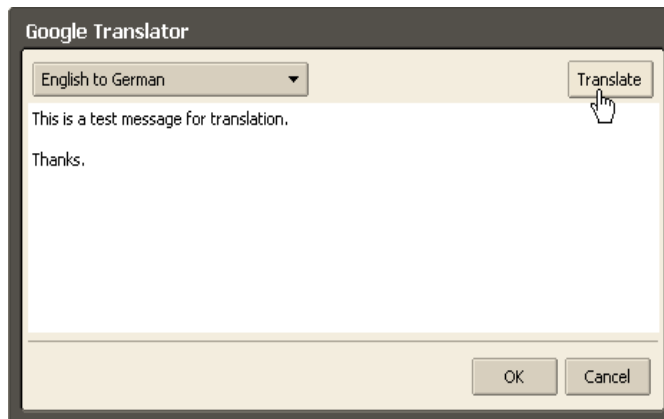 Google Translator
English to German
Translate
This is a test message for translation.
Thanks.
OK
Cancel